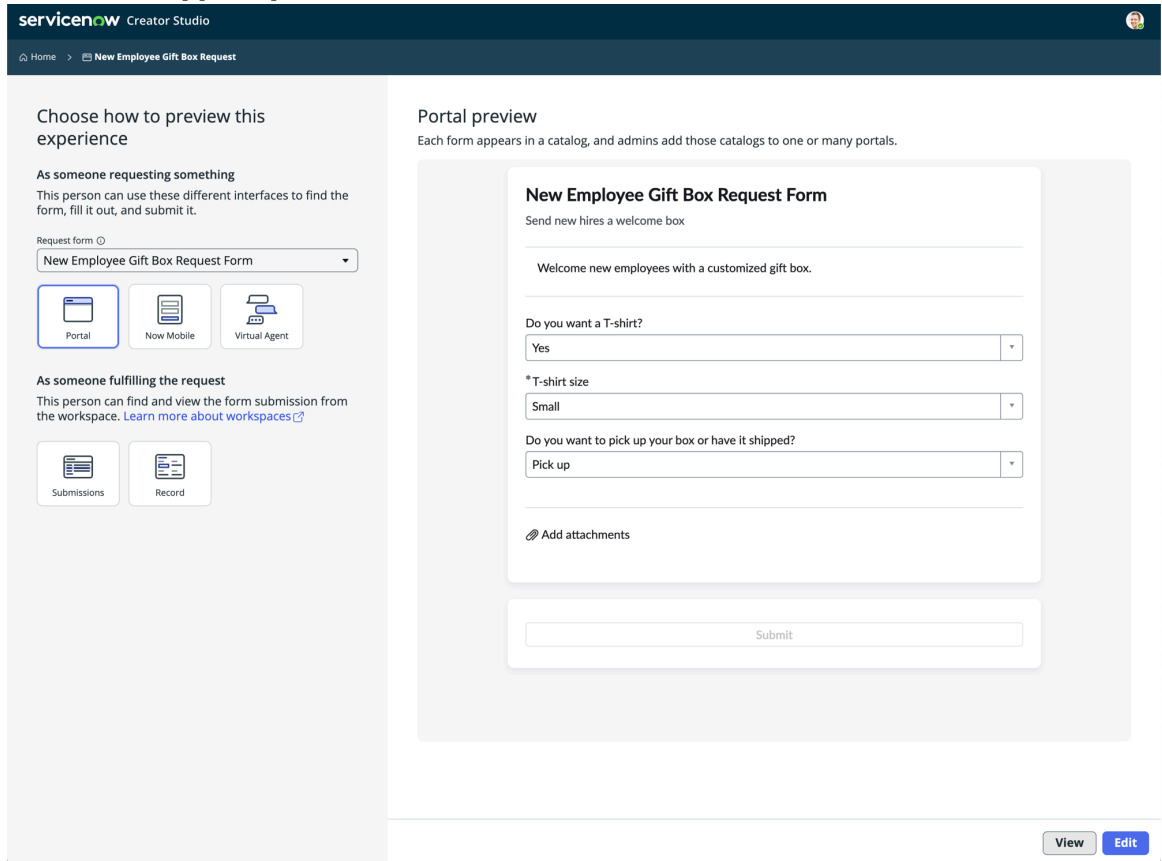 servicenow Creator Studio
Home > New Employee Gift Box Request
Choose how to preview this
experience
As someone requesting something
This person can use these different interfaces to find the
form, fill it out, and submit it.
Request form
New Employee Gift Box Request Form
Portal
Now Mobile
Virtual Agent
As someone fulfilling the request
This person can find and view the form submission from
the workspace. Learn more about workspaces
Submissions
Record
Portal preview
Each form appears in a catalog, and admins add those catalogs to one or many portals.
New Employee Gift Box Request Form
Send new hires a welcome box
Welcome new employees with a customized gift box.
Do you want a T-shirt?
Yes
*T-shirt size
Small
Do you want to pick up your box or have it shipped?
Pick up
Add attachments
Submit
View
Edit